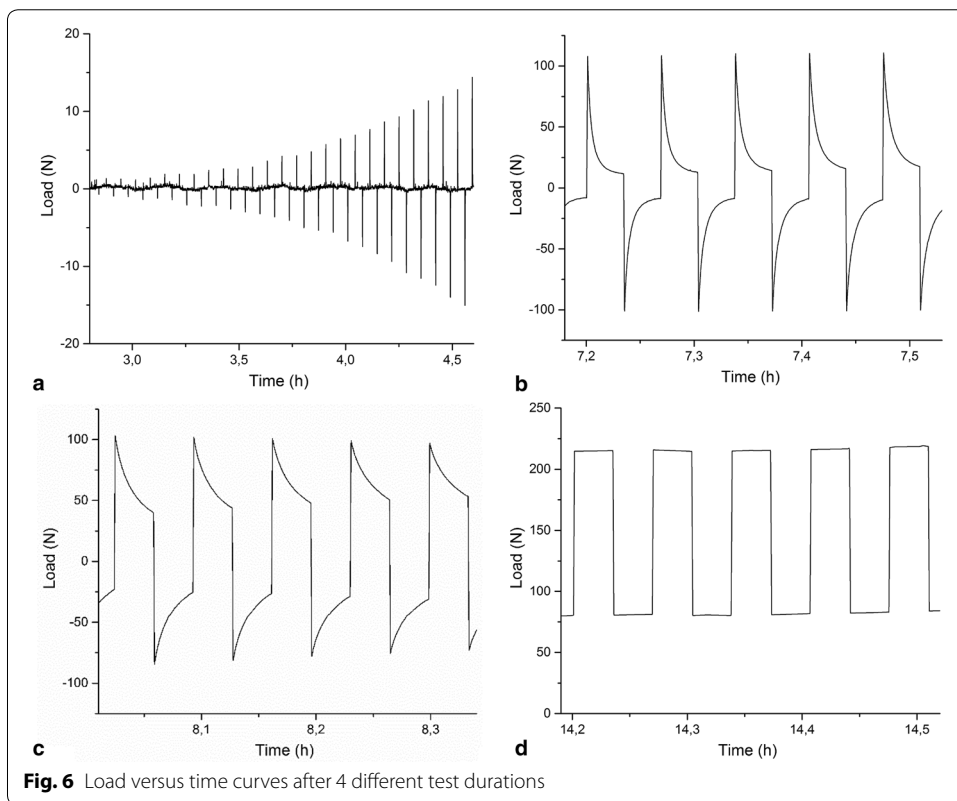 20
10
0
-10
-20
Load (N)
3,0
3,5
4,0
4,5
Time (h)
a
100
50
0
-50
-100
Load (N)
7,2
7,3
7,4
7,5
Time (h)
b
100
50
0
-50
-100
Load (N)
8,1
8,2
8,3
Time (h)
c
250
200
150
100
50
0
Load (N)
14,2
14,3
14,4
14,5
Time (h)
d
Fig. 6 Load versus time curves after 4 different test durations